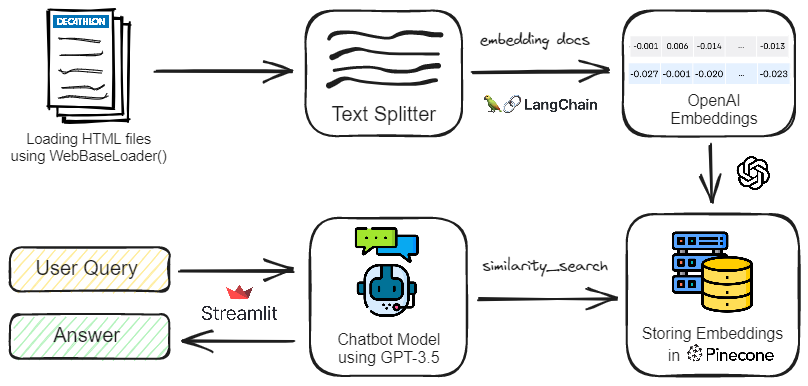 DECATHLON
Loading HTML files
using WebBaseLoader()
Text Splitter
embedding docs
LangChain
-0.001 0.006 -0.014 ... -0.013
-0.027 -0.001 -0.020 ... -0.023
OpenAI
Embeddings
User Query
Answer
Streamlit
Chatbot Model
using GPT-3.5
similarity_search
Storing Embeddings
in Pinecone